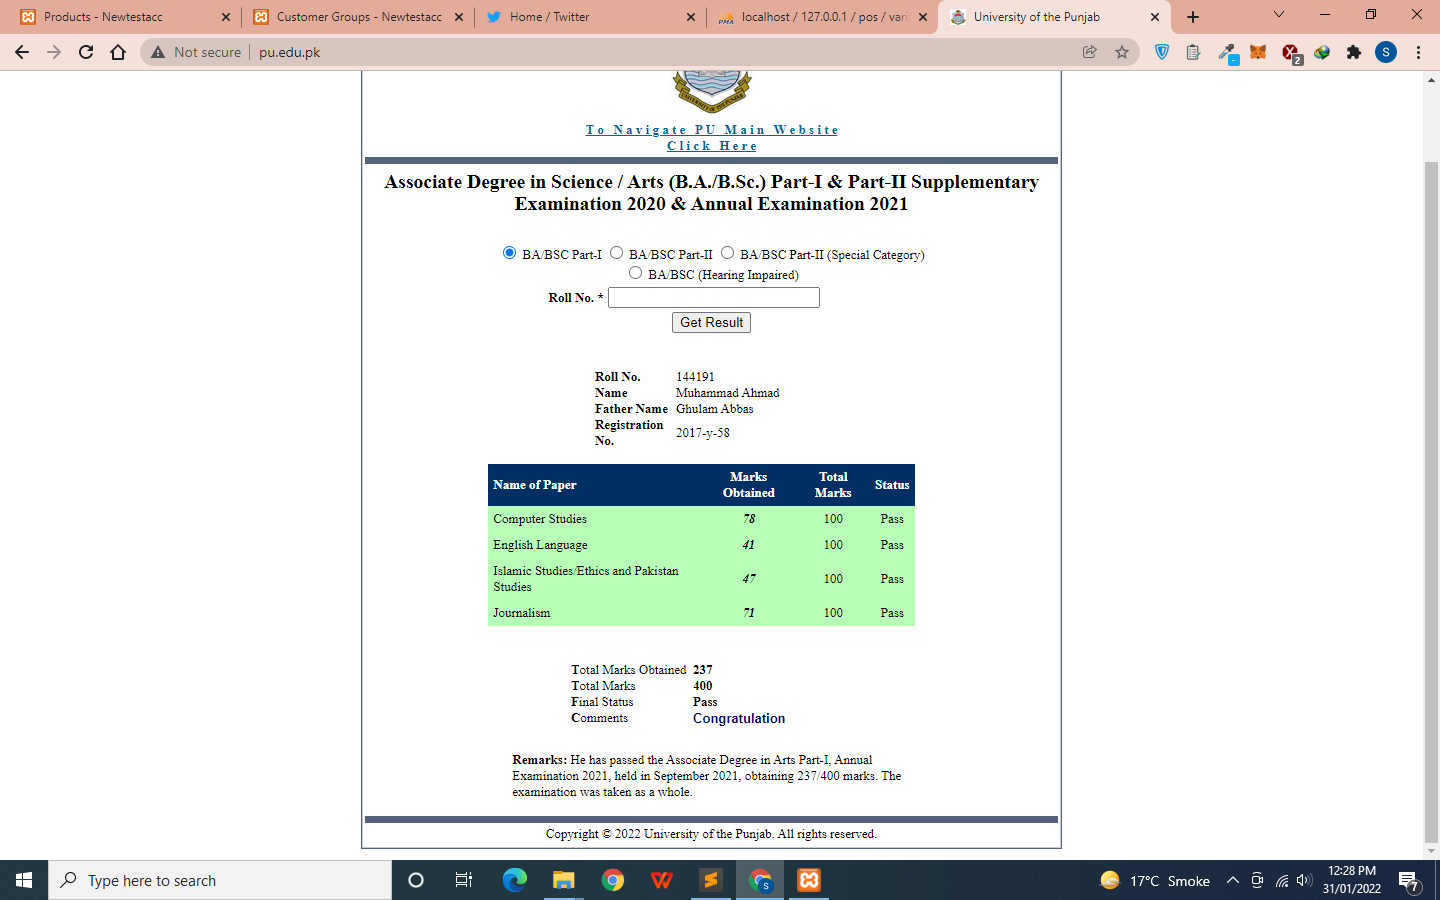 Products - Newtestacc
Customer Groups - Newtestacc
Home / Twitter
localhost / 127.0.0.1 / pos / vari
University of the Punjab
Not secure | pu.edu.pk
S
2
UNIVERSITY OF THE PUNJAB
To Navigate PU Main Website
Click Here
Associate Degree in Science / Arts (B.A./B.Sc.) Part-I & Part-II Supplementary
Examination 2020 & Annual Examination 2021
BA/BSC Part-I BA/BSC Part-II BA/BSC Part-II (Special Category)
BA/BSC (Hearing Impaired)
Roll No. *
Get Result
Roll No. 144191
Name Muhammad Ahmad
Father Name Ghulam Abbas
Registration
No. 2017-y-58
Name of Paper Marks Obtained Total Marks Status
Computer Studies 78 100 Pass
English Language 41 100 Pass
Islamic Studies/Ethics and Pakistan
Studies 47 100 Pass
Journalism 71 100 Pass
Total Marks Obtained 237
Total Marks 400
Final Status Pass
Comments Congratulation
Remarks: He has passed the Associate Degree in Arts Part-I, Annual
Examination 2021, held in September 2021, obtaining 237/400 marks. The
examination was taken as a whole.
Copyright © 2022 University of the Punjab. All rights reserved.
Type here to search
17°C Smoke
12:28 PM
31/01/2022
7